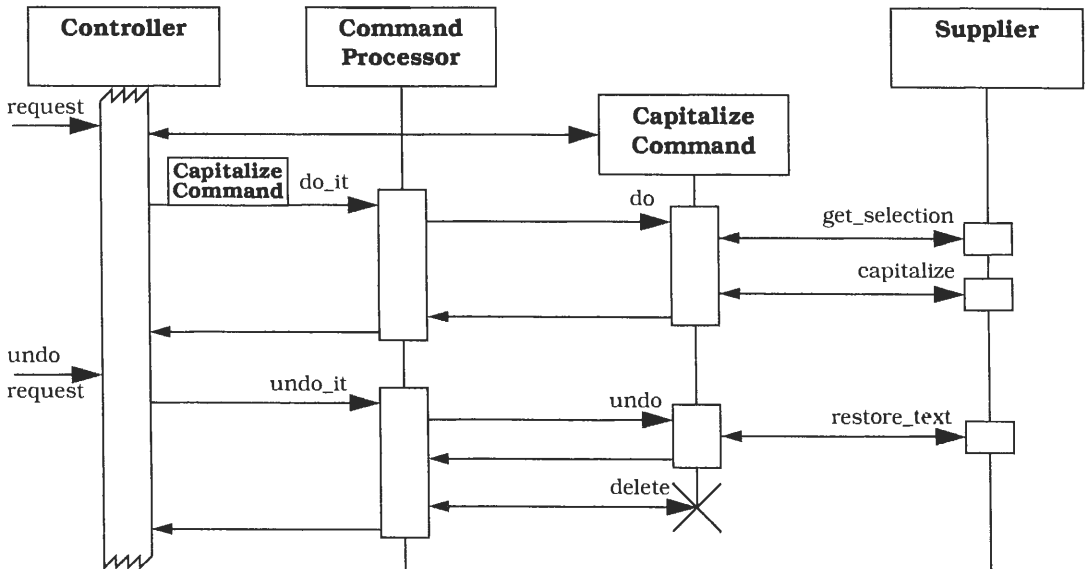 Controller
Command
Processor
Supplier
request
Capitalize
Command
Capitalize
Command
do_it
do
get_selection
capitalize
undo
request
undo_it
undo
restore_text
delete